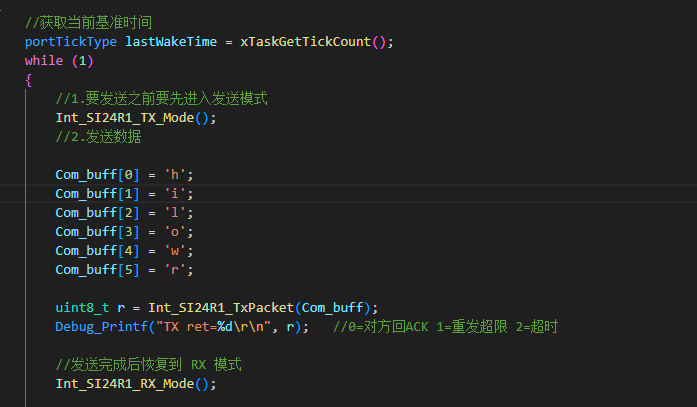 //获取当前基准时间
portTickType lastWakeTime = xTaskGetTickCount();
while (1)
{
//1.要发送之前要先进入发送模式
Int_SI24R1_TX_Mode();
//2.发送数据
Com_buff[0] = 'h';
Com_buff[1] = 'i';
Com_buff[2] = 'l';
Com_buff[3] = 'o';
Com_buff[4] = 'w';
Com_buff[5] = 'r';
uint8_t r = Int_SI24R1_TxPacket(Com_buff);
Debug_Printf("TX ret=%d\r\n", r);   //0=对方回ACK 1=重发超限 2=超时
//发送完成后恢复到 RX 模式
Int_SI24R1_RX_Mode();